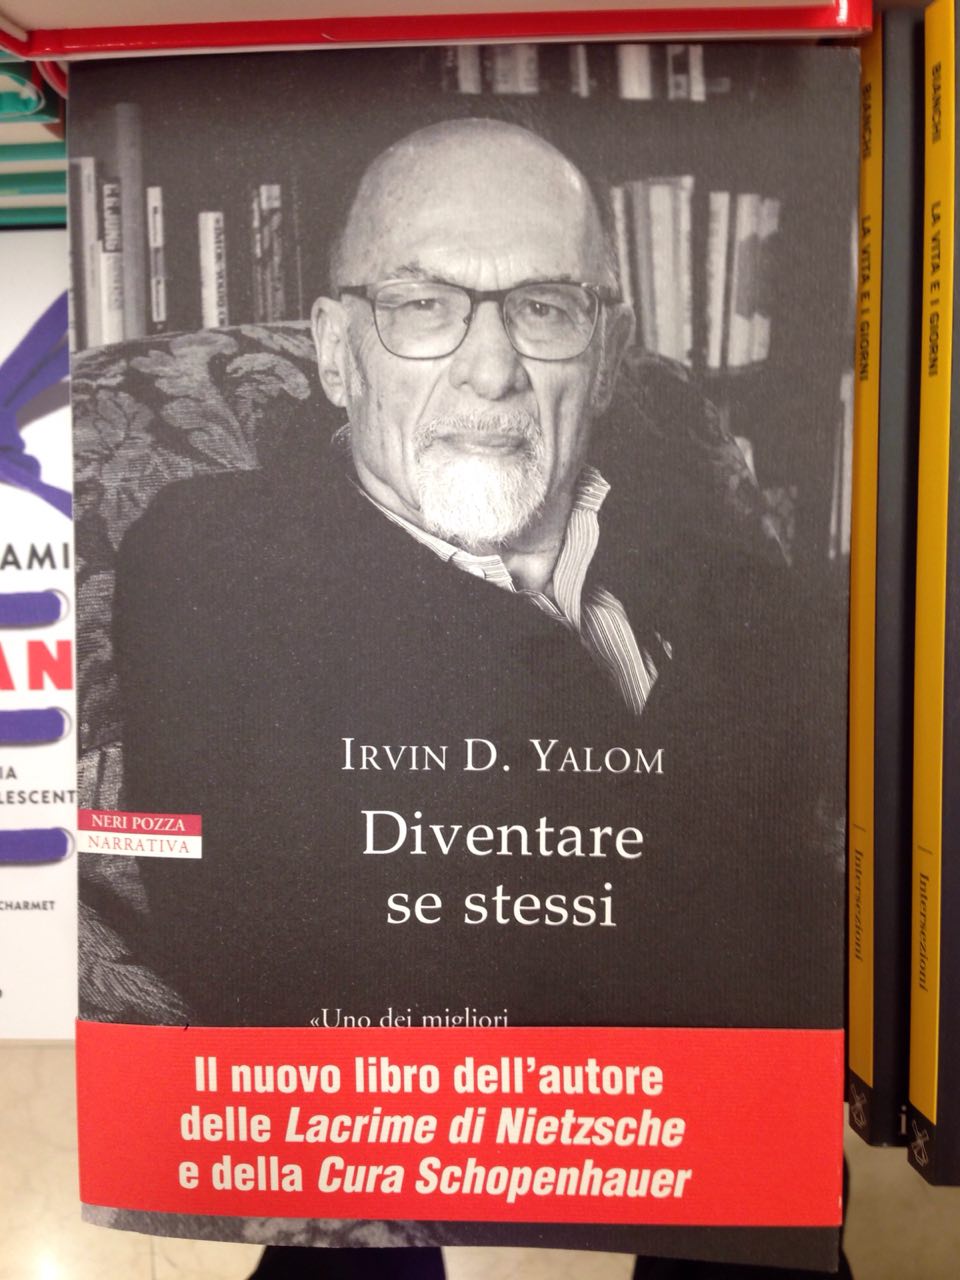 IRVIN D. YALOM
Diventare
se stessi
NERI POZZA
NARRATIVA
«Uno dei migliori
Il nuovo libro dell'autore
delle Lacrime di Nietzsche
e della Cura Schopenhauer
BIANCHI LA VITA E I GIORNI | Intersezioni
BIANCHI LA VITA E I GIORNI | Intersezioni
i
AMI
AN
IA
LESCENT
CHARMET